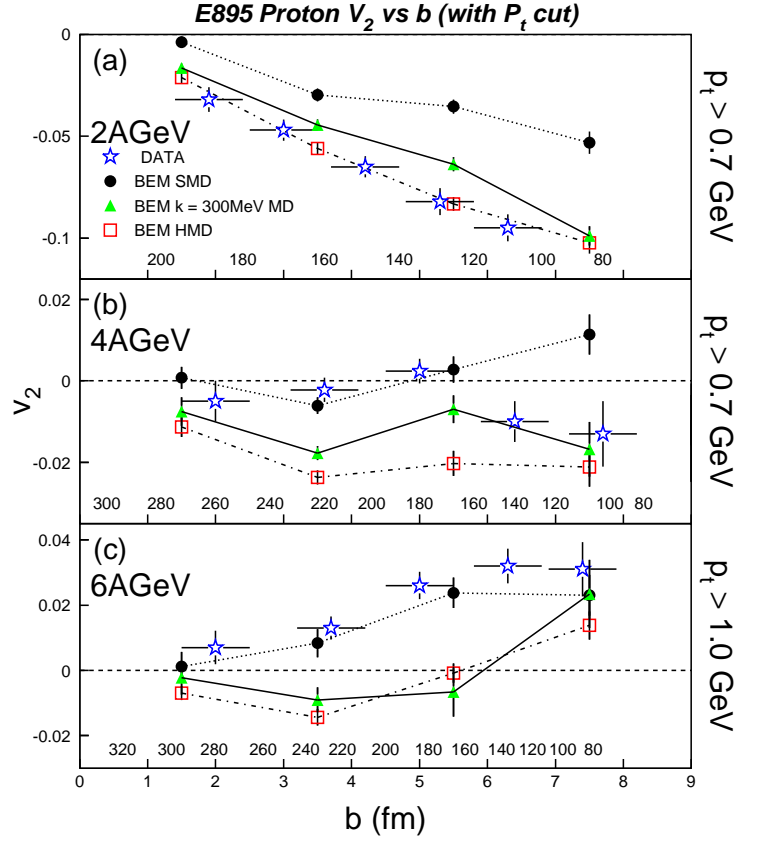 E895 Proton V2 vs b (with Pt cut)
0
(a)
-0.05
2AGeV
DATA
BEM SMD
BEM k = 300MeV MD
BEM HMD
-0.1
200 180 160 140 120 100 80
pt > 0.7 GeV
0.02
(b)
4AGeV
0
-0.02
300 280 260 240 220 200 180 160 140 120 100 80
pt > 0.7 GeV
v2
0.04
(c)
6AGeV
0.02
0
-0.02
320 300 280 260 240 220 200 180 160 140 120 100 80
pt > 1.0 GeV
0 1 2 3 4 5 6 7 8 9
b (fm)